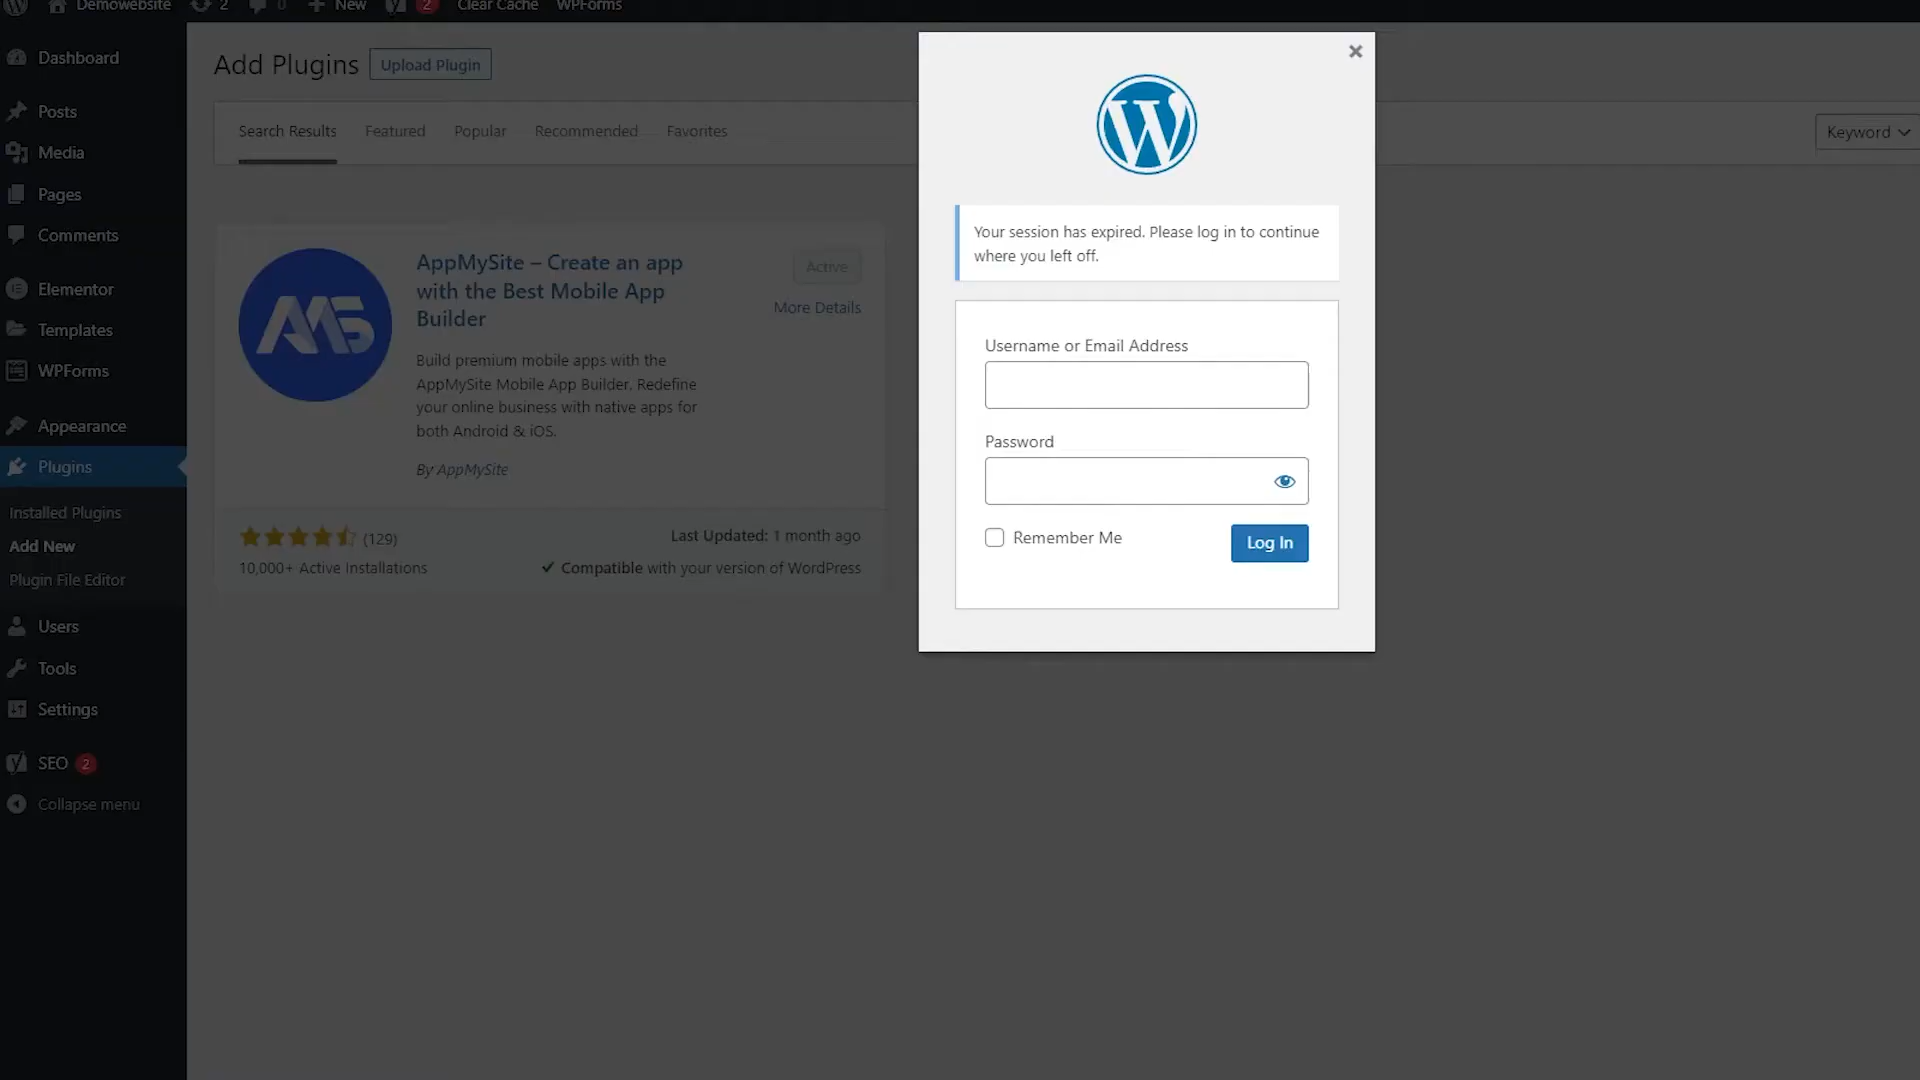 Demowebsite 2 0 New 2 Clear Cache WPForms
Dashboard
Posts
Media
Pages
Comments
Elementor
Templates
WPForms
Appearance
Plugins
Installed Plugins
Add New
Plugin File Editor
Users
Tools
Settings
SEO 2
Collapse menu
Add Plugins Upload Plugin
Search Results Featured Popular Recommended Favorites
Keyword
AMS
AppMySite – Create an app
with the Best Mobile App
Builder
Active
More Details
Build premium mobile apps with the
AppMySite Mobile App Builder. Redefine
your online business with native apps for
both Android & iOS.
By AppMySite
(129)
10,000+ Active Installations
Last Updated: 1 month ago
Compatible with your version of WordPress
Your session has expired. Please log in to continue
where you left off.
Username or Email Address
Password
Remember Me
Log In